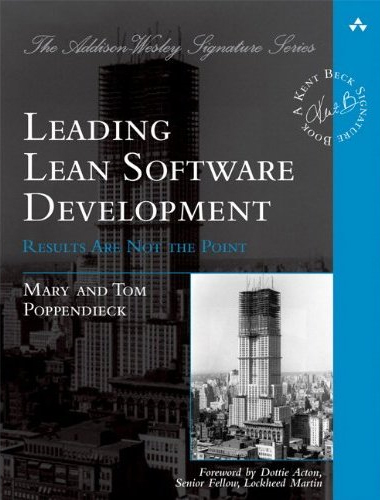 The Addison-Wesley Signature Series
A KENT BECK SIGNATURE BOOK
Kent B
LEADING
LEAN SOFTWARE
DEVELOPMENT
RESULTS ARE NOT THE POINT
MARY AND TOM
POPPENDIECK
Foreword by Dottie Acton,
Senior Fellow, Lockheed Martin